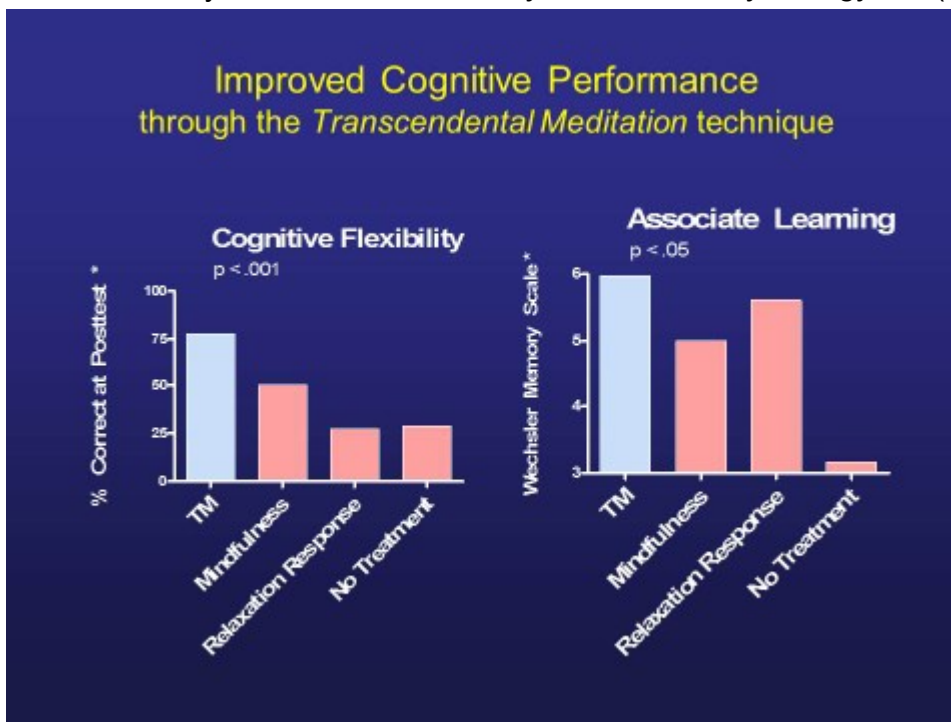 Improved Cognitive Performance
through the Transcendental Meditation technique
Cognitive Flexibility
p <.001
% Correct at Posttest *
100
75
50
25
0
TM
Mindfulness
Relaxation Response
No Treatment
Associate Learning
p <.05
Wechsler Memory Scale*
6
5
4
3
TM
Mindfulness
Relaxation Response
No Treatment